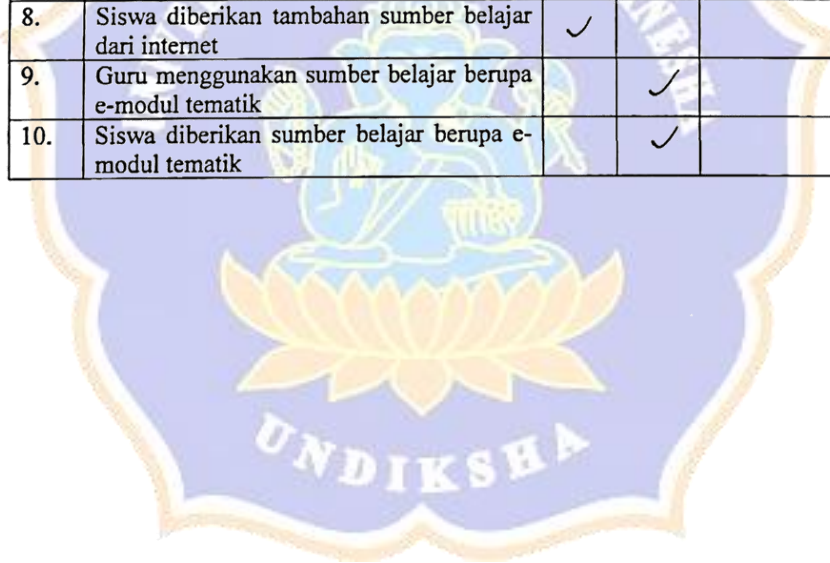 8. Siswa diberikan tambahan sumber belajar ✓
dari internet
9. Guru menggunakan sumber belajar berupa ✓
e-modul tematik
10. Siswa diberikan sumber belajar berupa e- ✓
modul tematik
UNDIKSHA